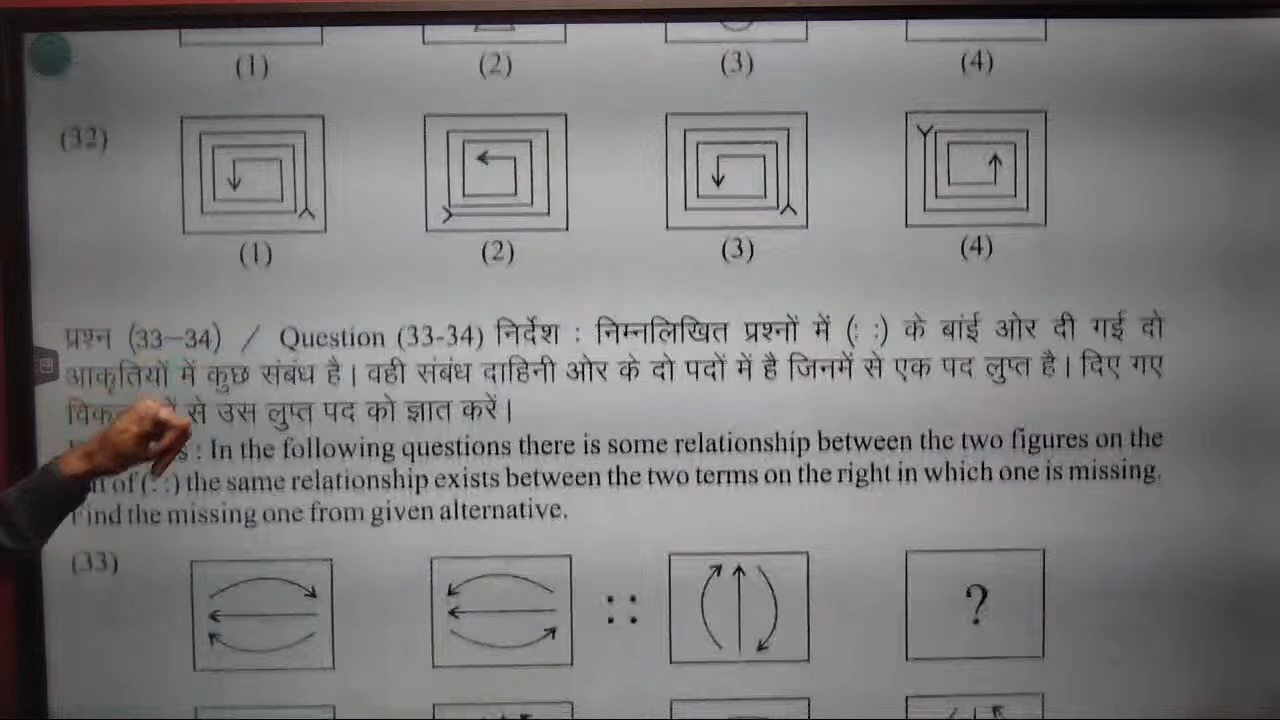 (1) (2) (3) (4)
(32)
(1) (2) (3) (4)
प्रश्न (33–34) / Question (33-34) निर्देश : निम्नलिखित प्रश्नों में (: :) के बांई ओर दी गई दो
आकृतियों में कुछ संबंध है। वही संबंध दाहिनी ओर के दो पदों में है जिनमें से एक पद लुप्त है। दिए गए
से उस लुप्त पद को ज्ञात करें।
: In the following questions there is some relationship between the two figures on the
of (: :) the same relationship exists between the two terms on the right in which one is missing.
Find the missing one from given alternative.
(33) : : ?